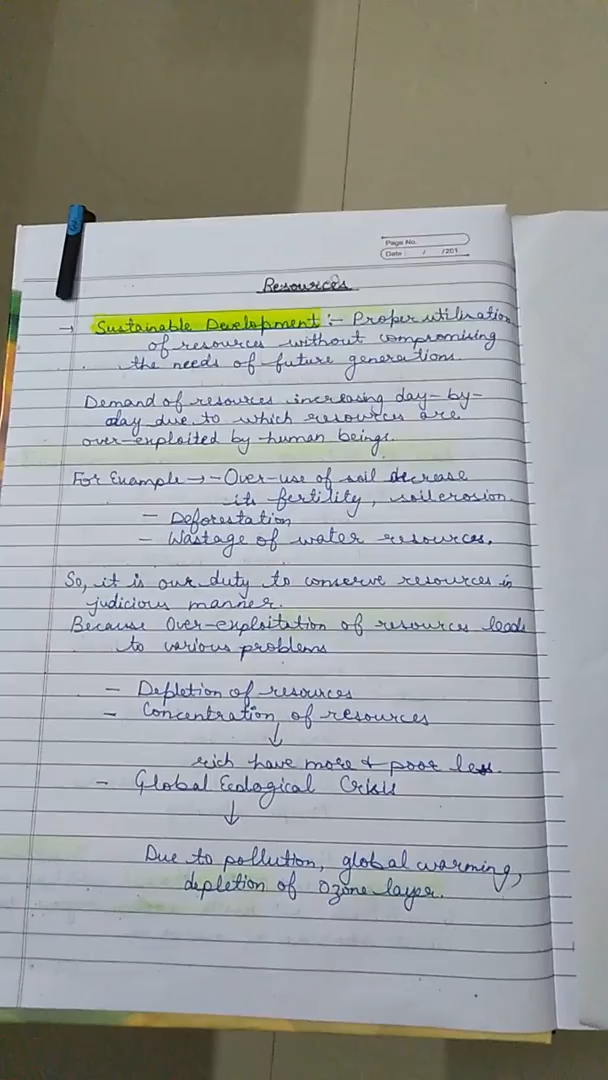 Page No.
Date : / /201
Resources
→ Sustainable Development :- Proper utilisation
of resources without compromising
the needs of future generations.
Demand of resources increasing day-by-
day due to which resources are
over-exploited by human beings.
For Example → - Over-use of soil decrease
its fertility, soil erosion.
- Deforestation
- Wastage of water resources.
So, it is our duty to conserve resources in
judicious manner.
Because Over-exploitation of resources leads
to various problems
- Depletion of resources
- Concentration of resources
↓
rich have more & poor less.
- Global Ecological Crisis
↓
Due to pollution, global warming,
depletion of Ozone layer.